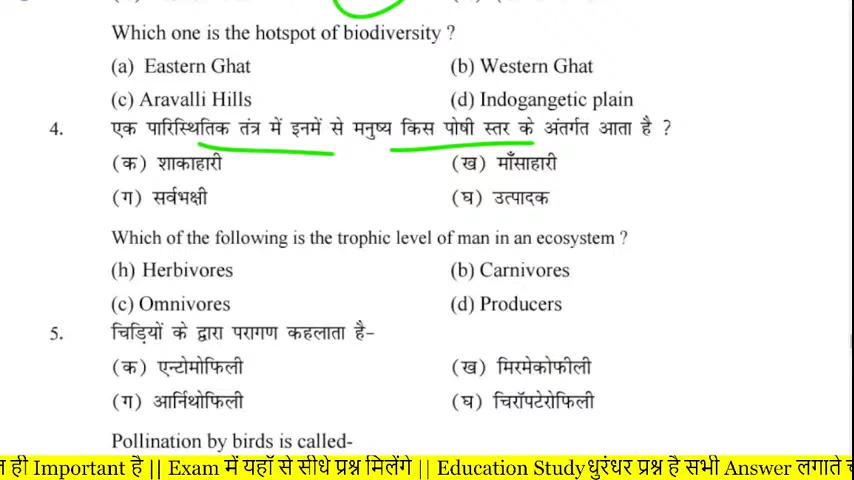 Which one is the hotspot of biodiversity ?
(a) Eastern Ghat (b) Western Ghat
(c) Aravalli Hills (d) Indogangetic plain
4. एक पारिस्थितिक तंत्र में इनमें से मनुष्य किस पोषी स्तर के अंतर्गत आता है ?
(क) शाकाहारी (ख) माँसाहारी
(ग) सर्वभक्षी (घ) उत्पादक
Which of the following is the trophic level of man in an ecosystem ?
(h) Herbivores (b) Carnivores
(c) Omnivores (d) Producers
5. चिड़ियों के द्वारा परागण कहलाता है-
(क) एन्टोमोफिली (ख) मिरमेकोफीली
(ग) आर्निथोफिली (घ) चिरॉपटेरोफिली
Pollination by birds is called-
ही Important है || Exam में यहाँ से सीधे प्रश्न मिलेंगे || Education Study धुरंधर प्रश्न है सभी Answer लगाते